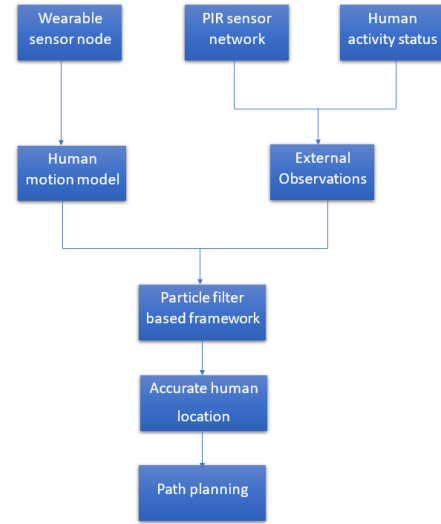 Wearable
sensor node
PIR sensor
network
Human
activity status
Human
motion model
External
Observations
Particle filter
based framework
Accurate human
location
Path planning